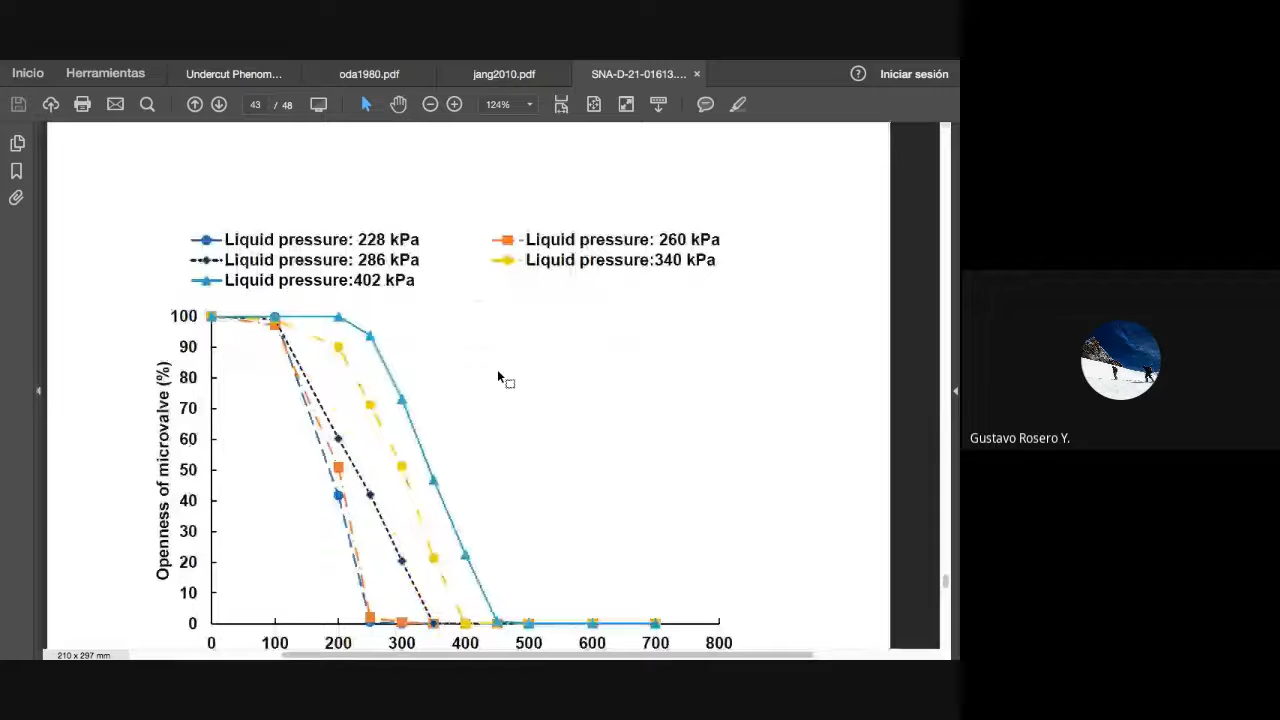 Inicio Herramientas Undercut Phenom... oda1980.pdf jang2010.pdf SNA-D-21-01613.... × ? Iniciar sesión
43 / 48 124%
Liquid pressure: 228 kPa Liquid pressure: 260 kPa
Liquid pressure: 286 kPa Liquid pressure:340 kPa
Liquid pressure:402 kPa
Openness of microvalve (%)
100
90
80
70
60
50
40
30
20
10
0
0 100 200 300 400 500 600 700 800
210 x 297 mm
Gustavo Rosero Y.